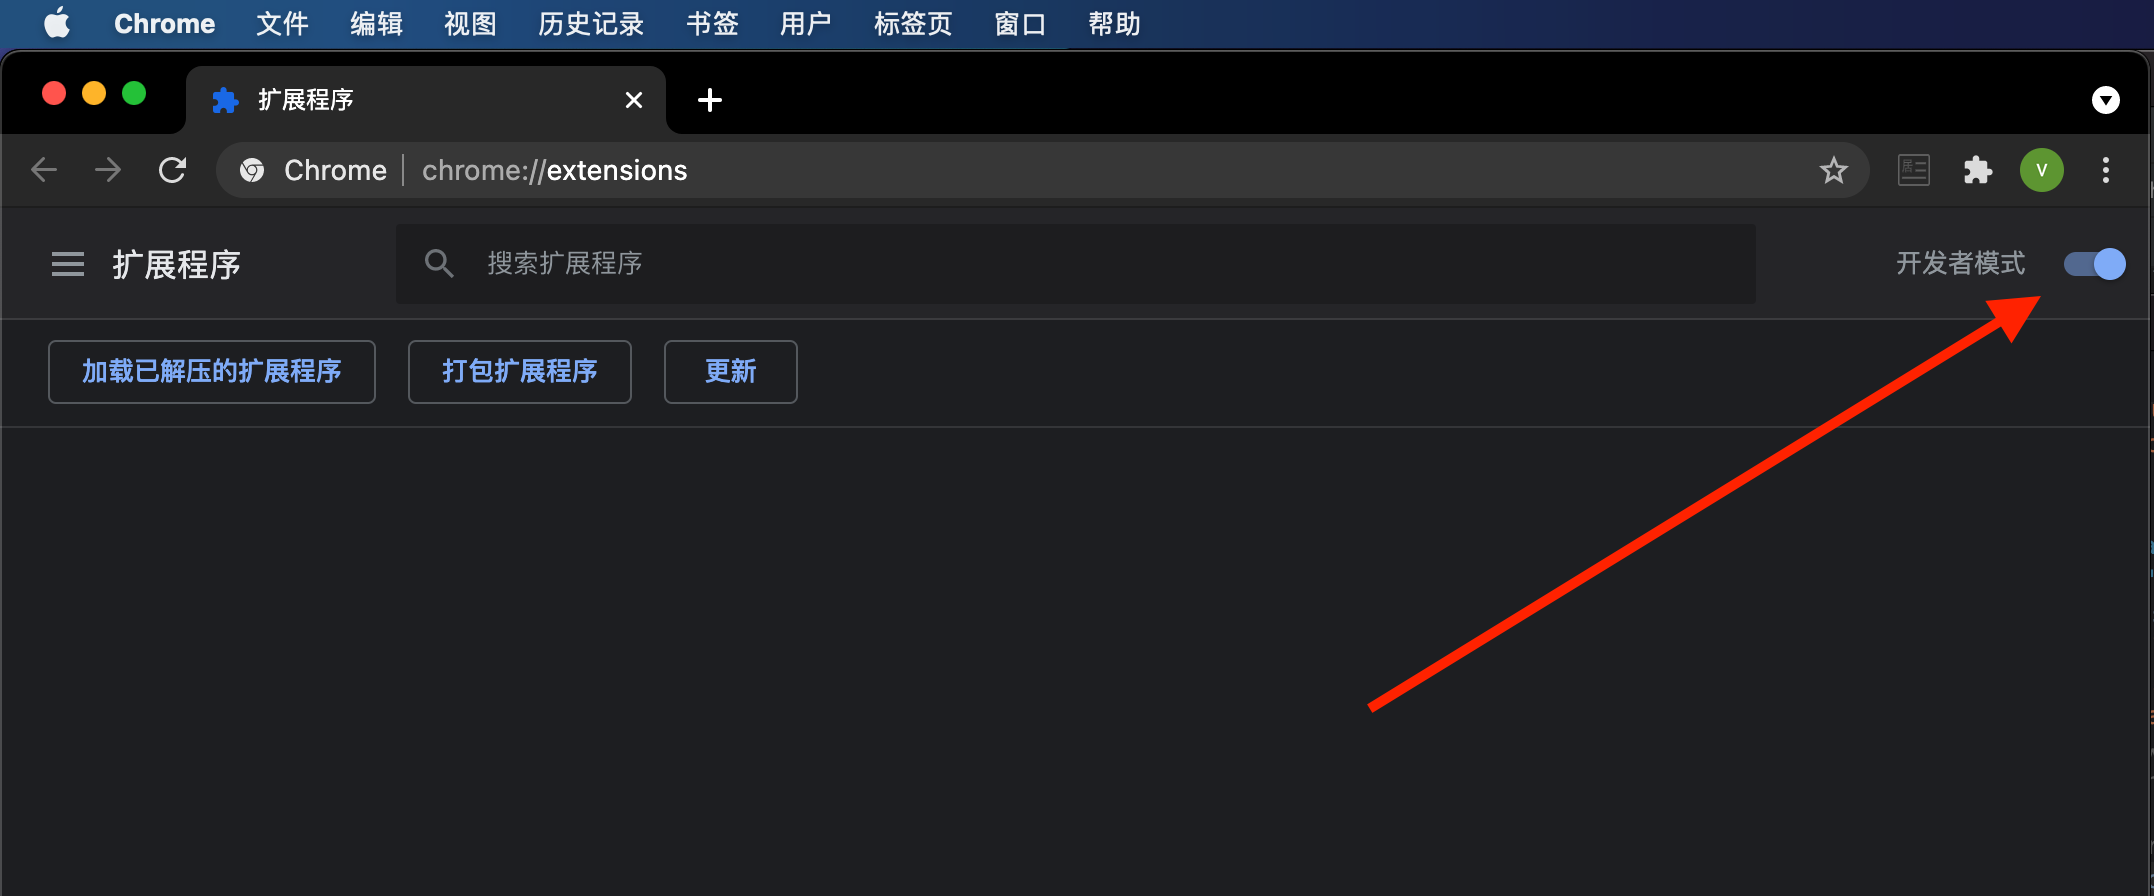 Chrome 文件 编辑 视图 历史记录 书签 用户 标签页 窗口 帮助
扩展程序
Chrome chrome://extensions
V
扩展程序 搜索扩展程序 开发者模式
加载已解压的扩展程序 打包扩展程序 更新